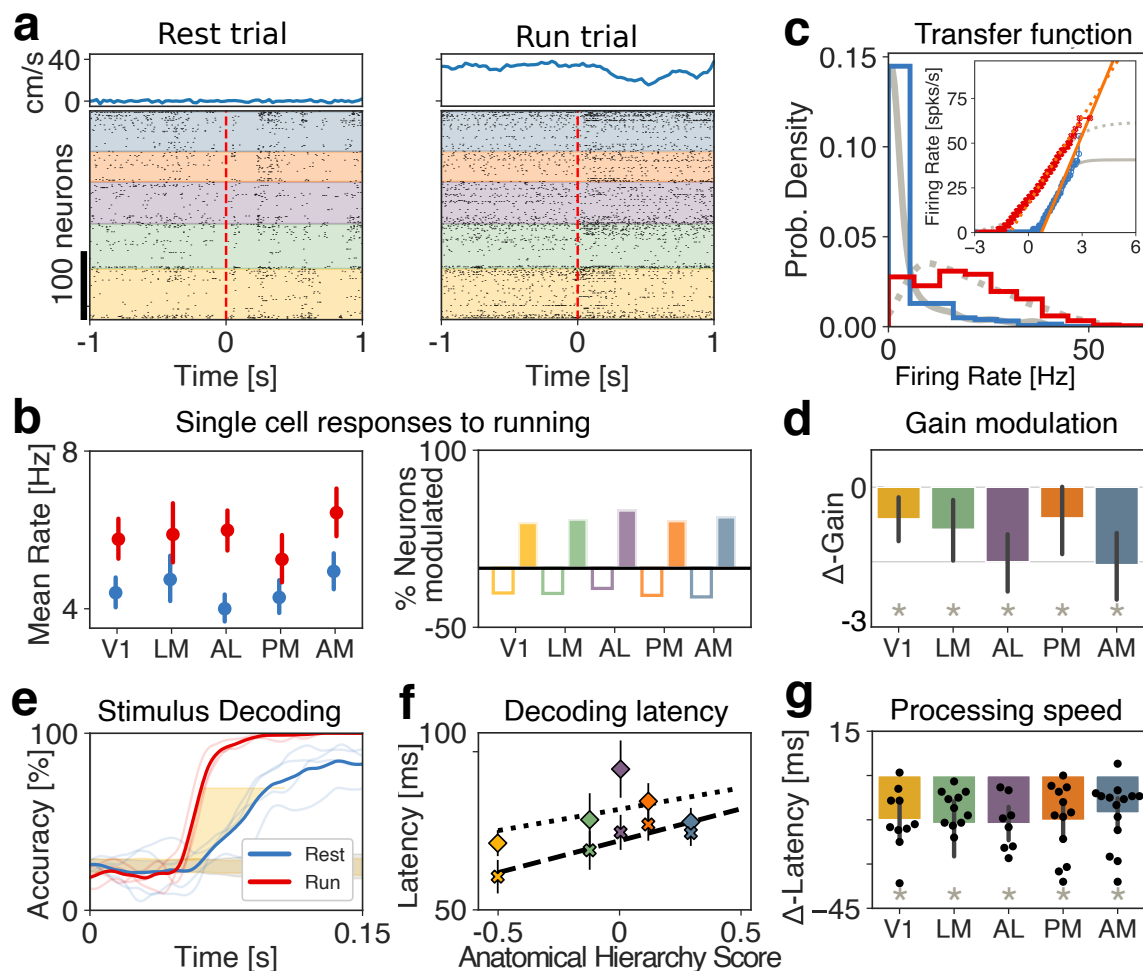 a
Rest trial
Run trial
cm/s
40
0
100 neurons
-1
0
1
Time [s]
-1
0
1
Time [s]
c
Transfer function
Prob. Density
0.15
0.10
0.05
0.00
0
50
Firing Rate [Hz]
Firing Rate [spks/s]
75
50
25
0
-3
0
3
6
b
Single cell responses to running
Mean Rate [Hz]
8
4
V1 LM AL PM AM
% Neurons
modulated
100
-50
V1 LM AL PM AM
d
Gain modulation
Δ-Gain
0
-3
* * * * *
V1 LM AL PM AM
e
Stimulus Decoding
Accuracy [%]
100
0
Rest
Run
0
0.15
Time [s]
f
Decoding latency
Latency [ms]
100
50
-0.5
0
0.5
Anatomical Hierarchy Score
g
Processing speed
Δ-Latency [ms]
15
-45
* * * * *
V1 LM AL PM AM